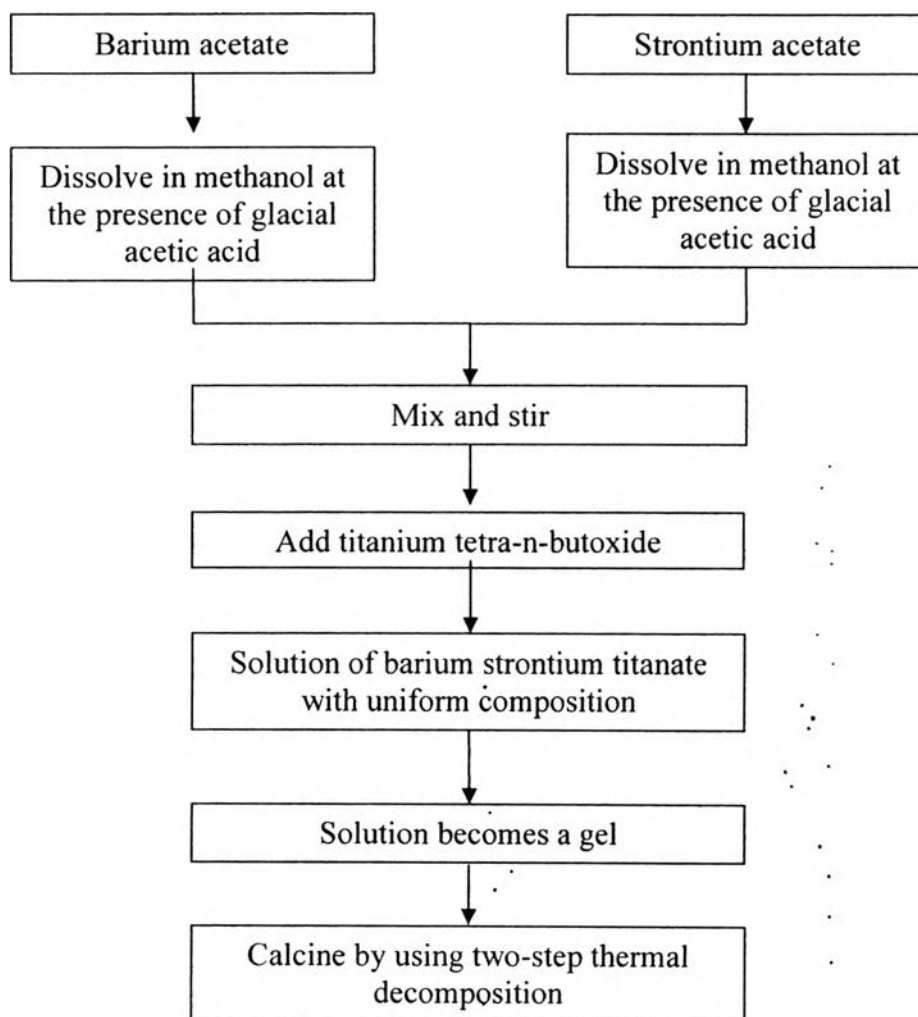 Barium acetate
Strontium acetate
Dissolve in methanol at
the presence of glacial
acetic acid
Dissolve in methanol at
the presence of glacial
acetic acid
Mix and stir
Add titanium tetra-n-butoxide
Solution of barium strontium titanate
with uniform composition
Solution becomes a gel
Calcine by using two-step thermal
decomposition